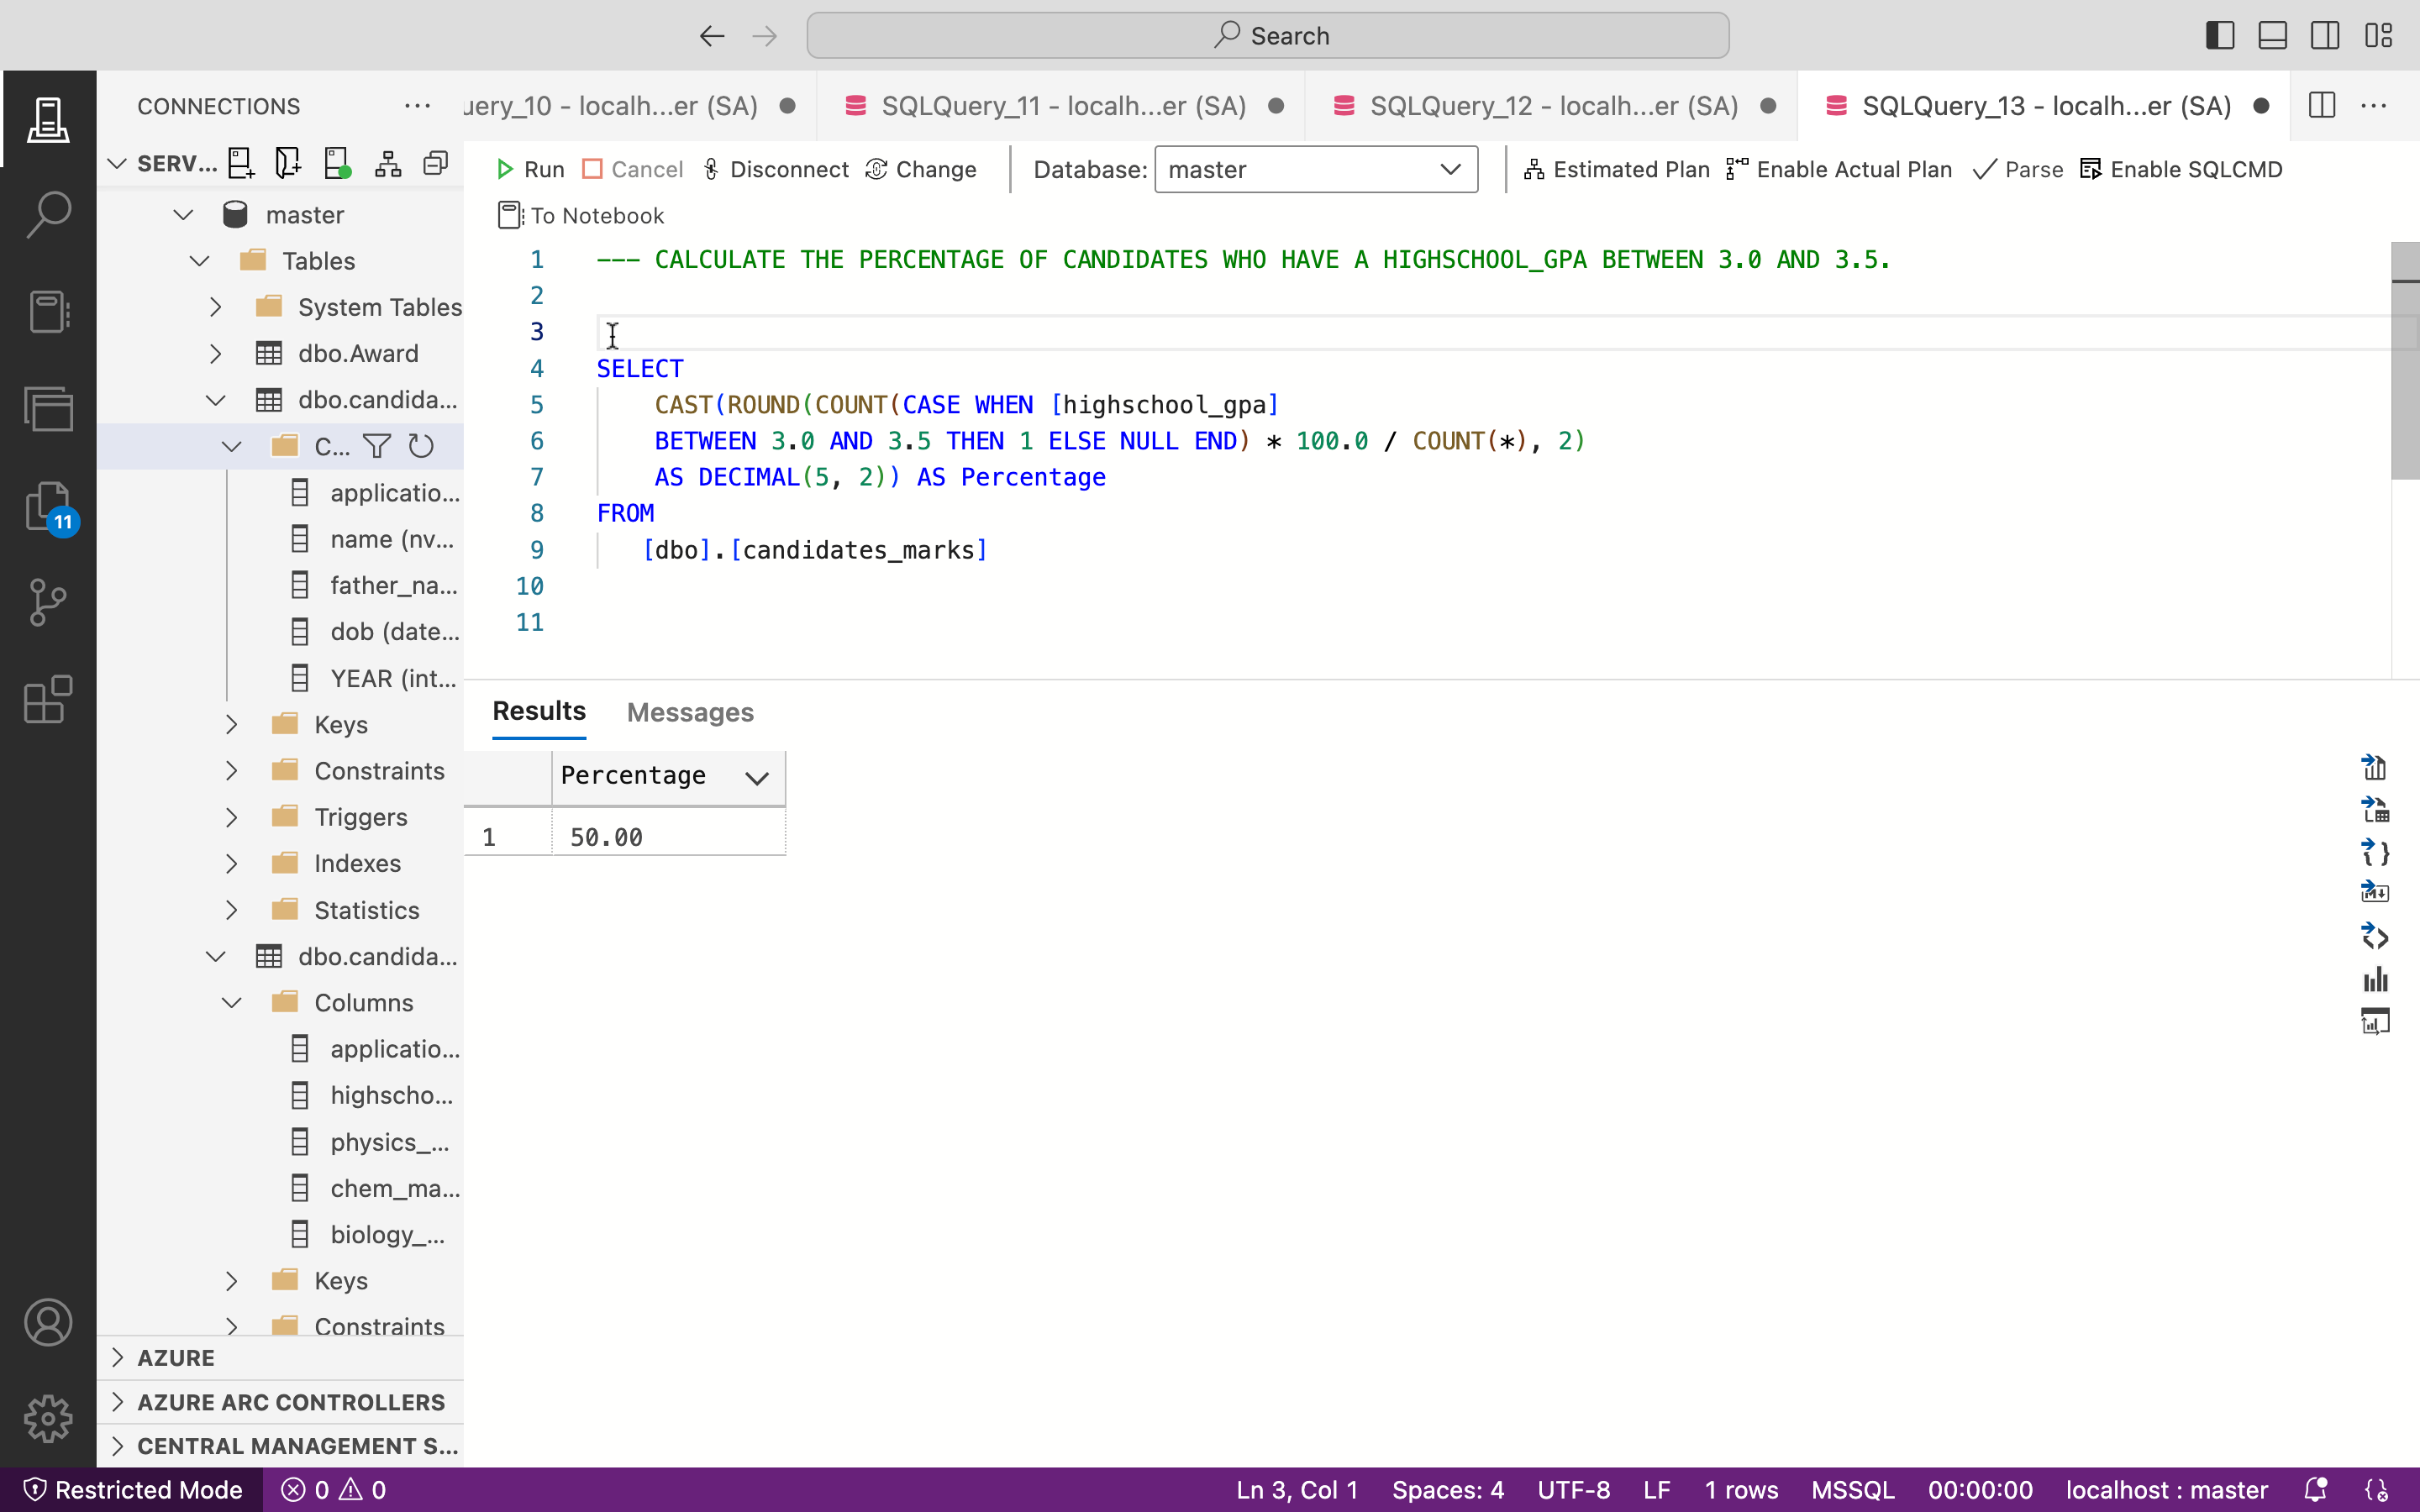 Search
CONNECTIONS
uery_10 - localh...er (SA)
SQLQuery_11 - localh...er (SA)
SQLQuery_12 - localh...er (SA)
SQLQuery_13 - localh...er (SA)
SERV...
Run
Cancel
Disconnect
Change
Database:
master
Estimated Plan
Enable Actual Plan
Parse
Enable SQLCMD
To Notebook
master
Tables
System Tables
dbo.Award
dbo.candida...
C...
applicatio...
name (nv...
father_na...
dob (date...
YEAR (int...
Keys
Constraints
Triggers
Indexes
Statistics
dbo.candida...
Columns
applicatio...
highscho...
physics_...
chem_ma...
biology_...
Keys
Constraints
AZURE
AZURE ARC CONTROLLERS
CENTRAL MANAGEMENT S...
11
1 --- CALCULATE THE PERCENTAGE OF CANDIDATES WHO HAVE A HIGHSCHOOL_GPA BETWEEN 3.0 AND 3.5.
2
3
4 SELECT
5 CAST(ROUND(COUNT(CASE WHEN [highschool_gpa]
6 BETWEEN 3.0 AND 3.5 THEN 1 ELSE NULL END) * 100.0 / COUNT(*), 2)
7 AS DECIMAL(5, 2)) AS Percentage
8 FROM
9 [dbo].[candidates_marks]
10
11
Results
Messages
Percentage
1 50.00
Restricted Mode
0 0
Ln 3, Col 1
Spaces: 4
UTF-8
LF
1 rows
MSSQL
00:00:00
localhost : master